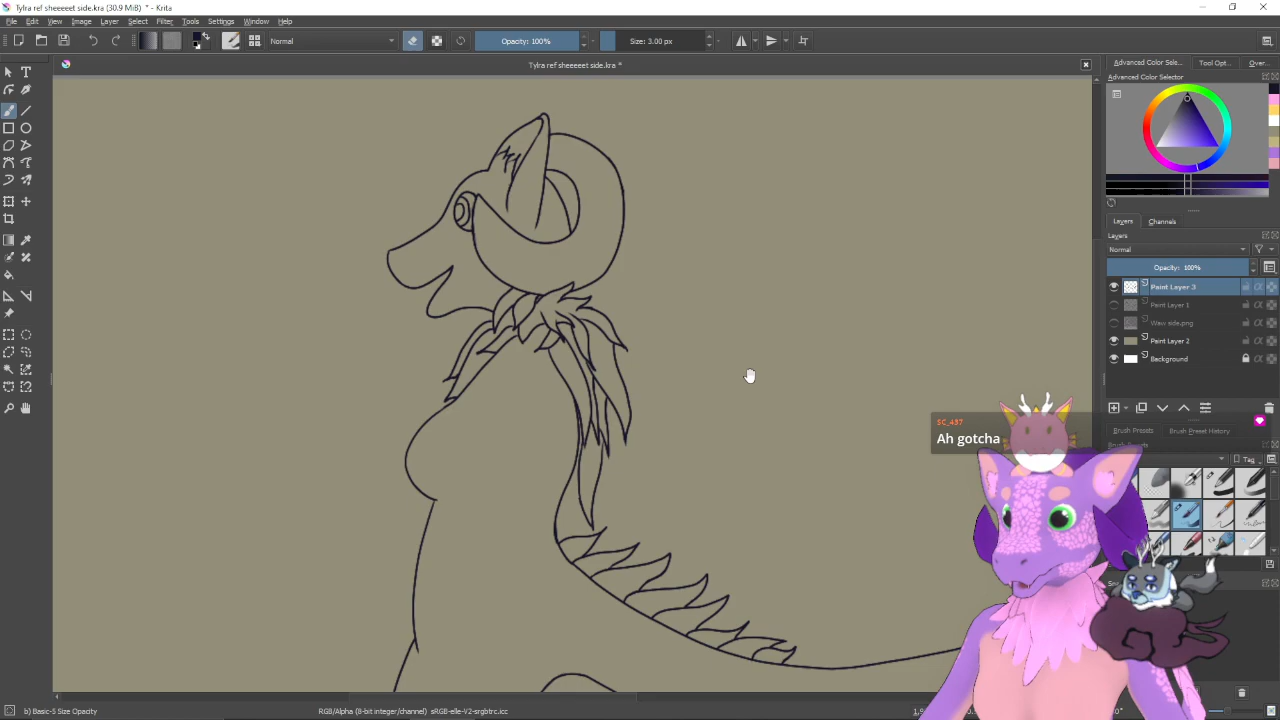 Tylra ref sheeeeet side.kra (30.9 MiB) * - Krita
File Edit View Image Layer Select Filter Tools Settings Window Help
Normal
Opacity: 100%
Size: 3.00 px
Tylra ref sheeeeet side.kra *
Advanced Color Sele...
Tool Opt...
Over...
Advanced Color Selector
Layers
Channels
Layers
Normal
Opacity: 100%
Paint Layer 3
Paint Layer 1
Waw side.png
Paint Layer 2
Background
SC_437
Ah gotcha
Brush Presets
Brush Preset History
Tag
b) Basic-5 Size Opacity
RGB/Alpha (8-bit integer/channel) sRGB-elle-V2-srgbtrc.icc